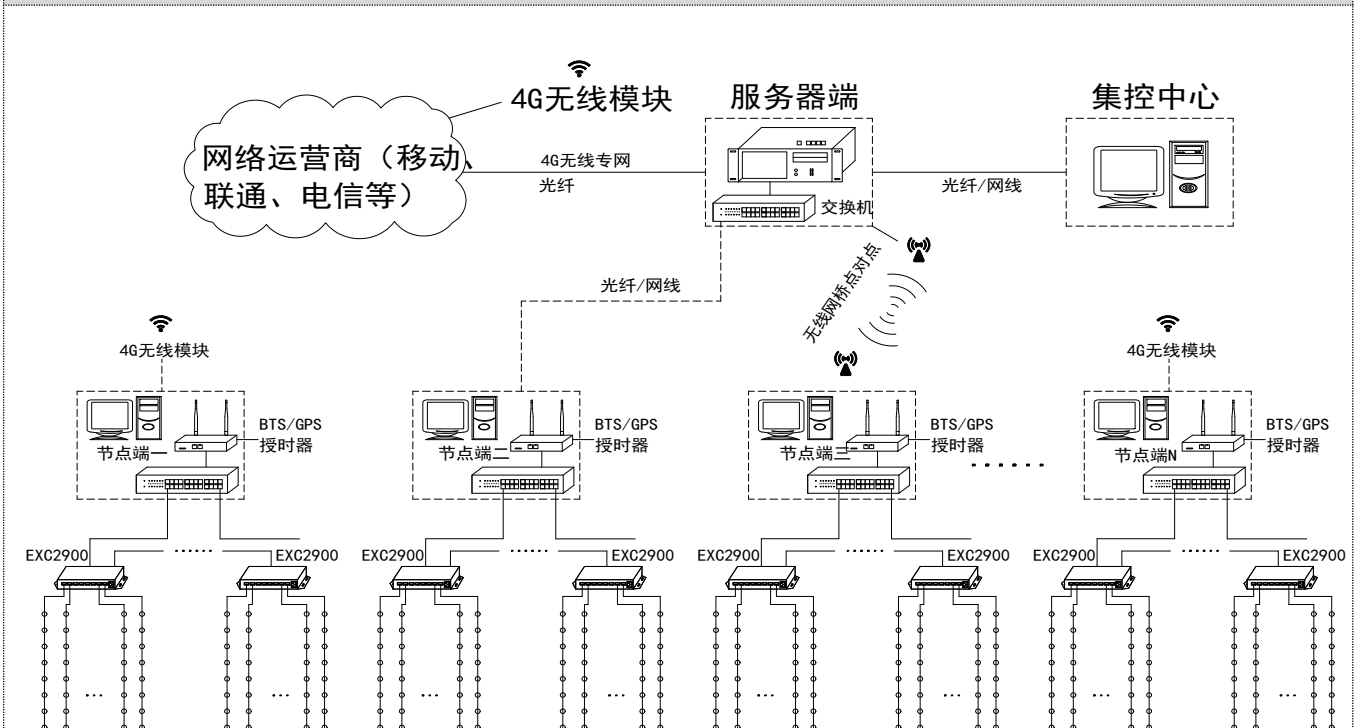 4G无线模块
服务器端
集控中心
网络运营商（移动、
联通、电信等）
4G无线专网
光纤
光纤/网线
交换机
光纤/网线
无线网桥点对点
4G无线模块
4G无线模块
BTS/GPS
授时器
节点端一
BTS/GPS
授时器
节点端二
BTS/GPS
授时器
节点端三
······
BTS/GPS
授时器
节点端N
EXC2900
······
EXC2900
EXC2900
······
EXC2900
EXC2900
······
EXC2900
EXC2900
······
EXC2900
...
...
...
...
...
...
...
...